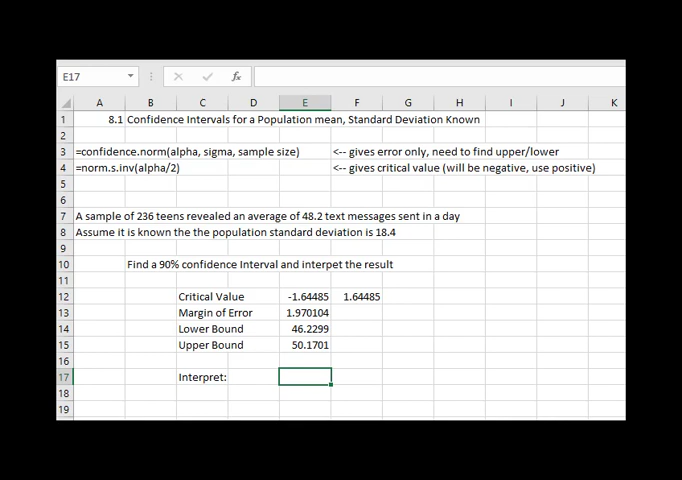 E17 fx
A B C D E F G H I J K
1 8.1 Confidence Intervals for a Population mean, Standard Deviation Known
2
3 =confidence.norm(alpha, sigma, sample size) <-- gives error only, need to find upper/lower
4 =norm.s.inv(alpha/2) <-- gives critical value (will be negative, use positive)
5
6
7 A sample of 236 teens revealed an average of 48.2 text messages sent in a day
8 Assume it is known the the population standard deviation is 18.4
9
10 Find a 90% confidence Interval and interpet the result
11
12 Critical Value -1.64485 1.64485
13 Margin of Error 1.970104
14 Lower Bound 46.2299
15 Upper Bound 50.1701
16
17 Interpret:
18
19